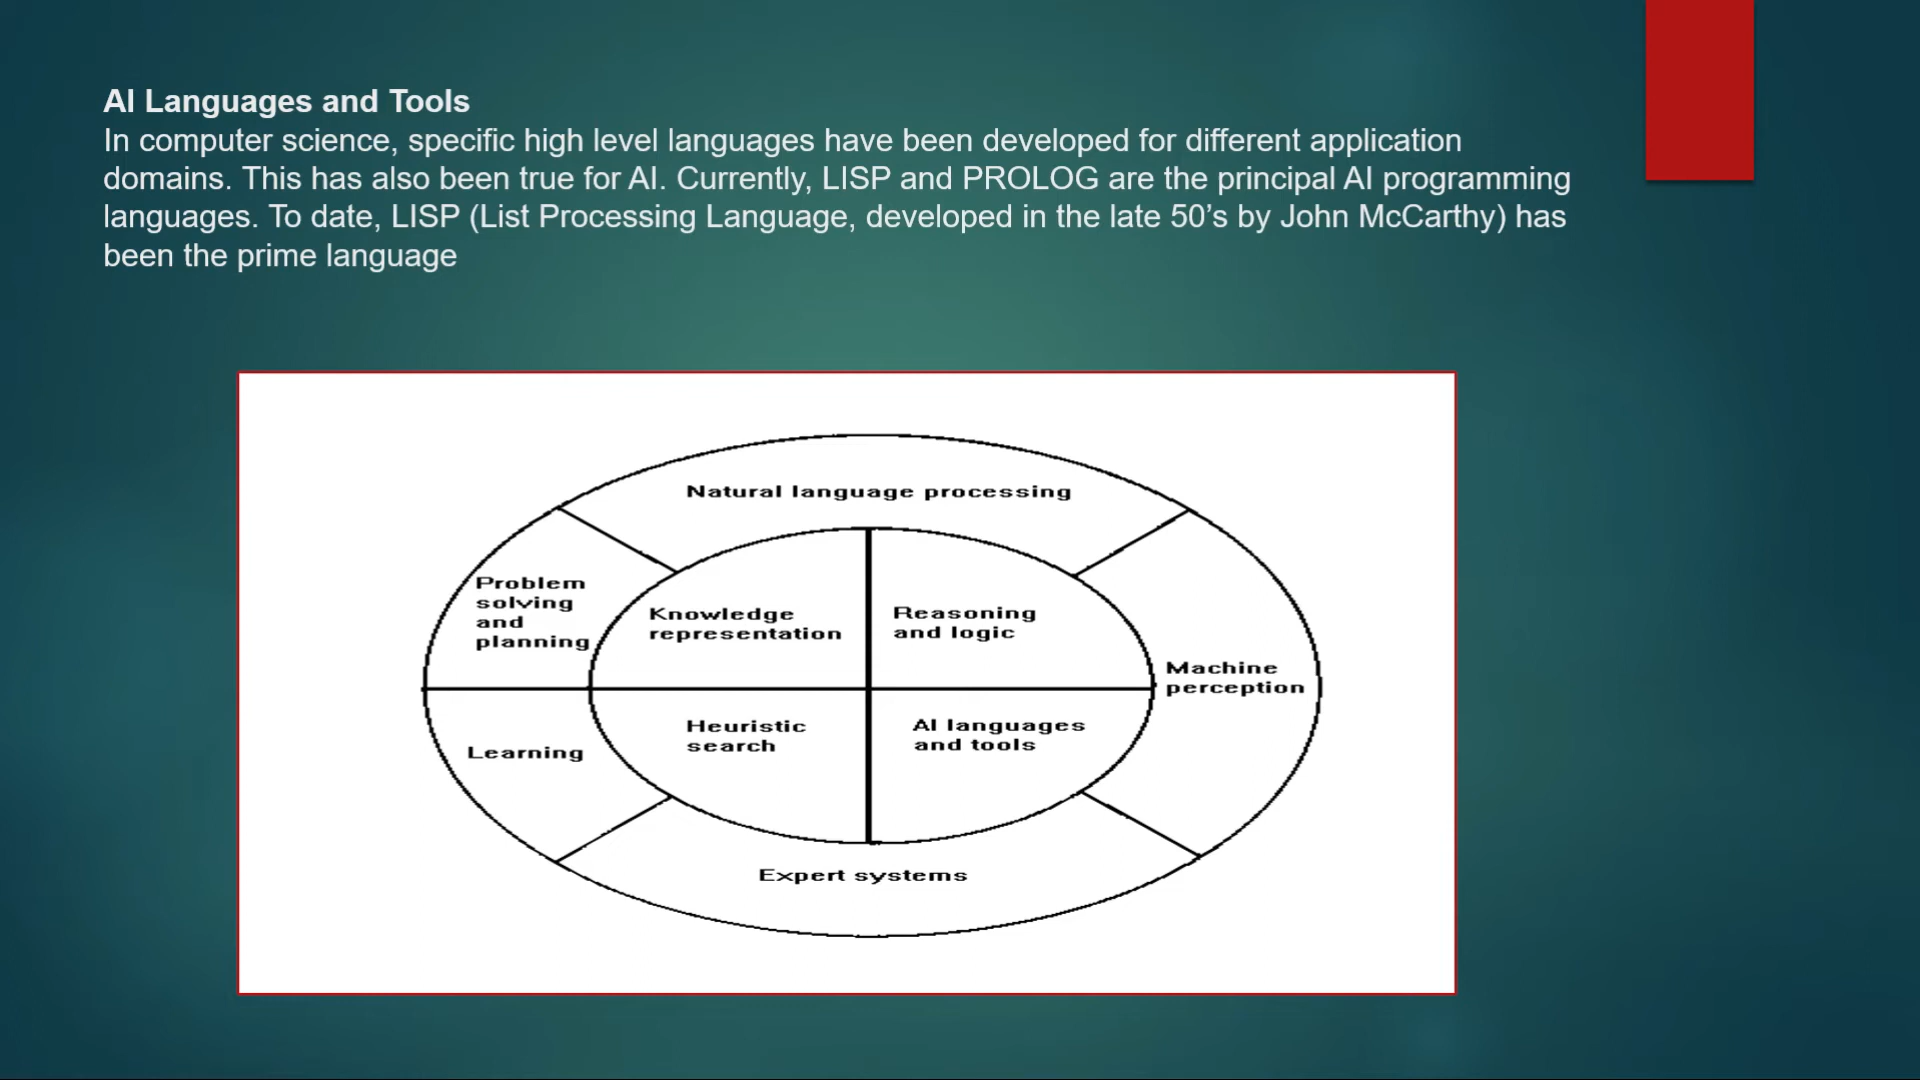 AI Languages and Tools
In computer science, specific high level languages have been developed for different application
domains. This has also been true for AI. Currently, LISP and PROLOG are the principal AI programming
languages. To date, LISP (List Processing Language, developed in the late 50’s by John McCarthy) has
been the prime language
Natural language processing
Problem
solving
and
planning
Knowledge
representation
Reasoning
and logic
Machine
perception
Learning
Heuristic
search
AI languages
and tools
Expert systems